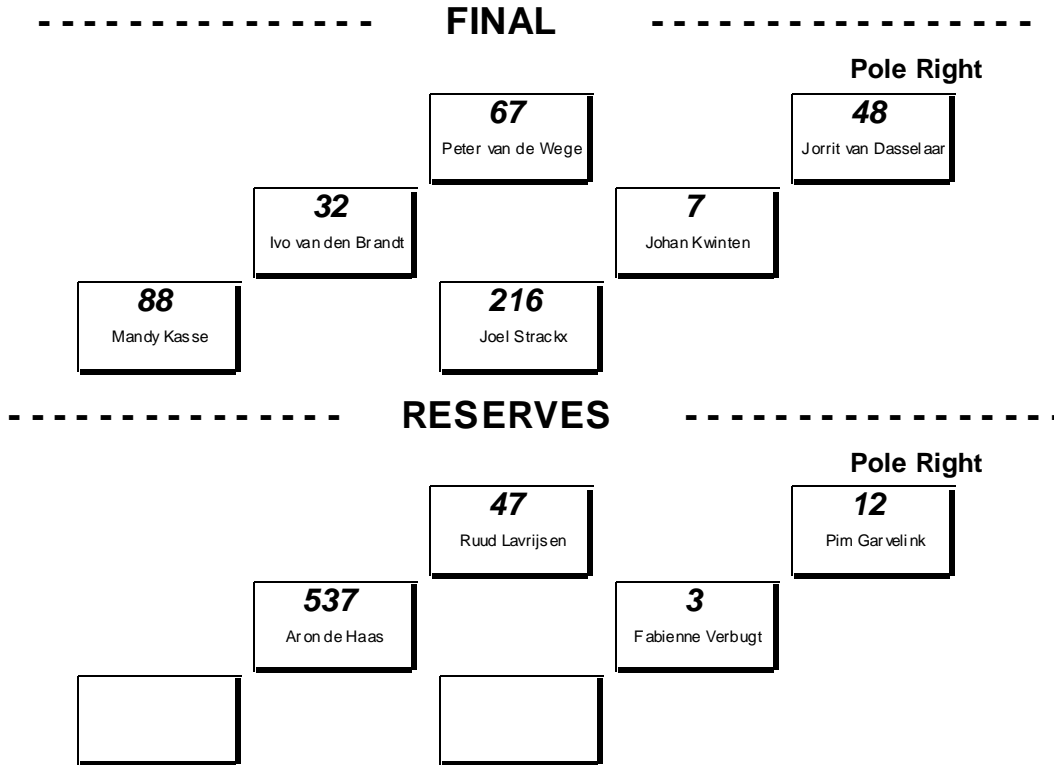 - - - - - - - - - - - - - - - FINAL - - - - - - - - - - - - - - - - -
Pole Right
67 48
Peter van de Wege Jorrit van Dasselaar
32 7
Ivo van den Brandt Johan Kwinten
88 216
Mandy Kasse Joel Strackx
- - - - - - - - - - - - - - - RESERVES - - - - - - - - - - - - - - - - -
Pole Right
47 12
Ruud Lavrijsen Pim Garvelink
537 3
Aron de Haas Fabienne Verbugt